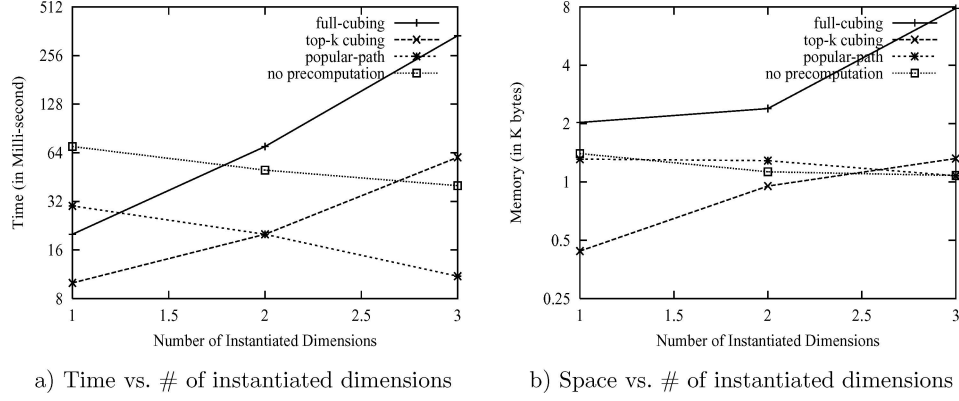 512
256
128
64
32
16
8
Time (in Milli-second)
full-cubing
top-k cubing
popular-path
no precomputation
1
1.5
2
2.5
3
Number of Instantiated Dimensions
a) Time vs. # of instantiated dimensions
8
4
2
1
0.5
0.25
Memory (in K bytes)
full-cubing
top-k cubing
popular-path
no precomputation
1
1.5
2
2.5
3
Number of Instantiated Dimensions
b) Space vs. # of instantiated dimensions